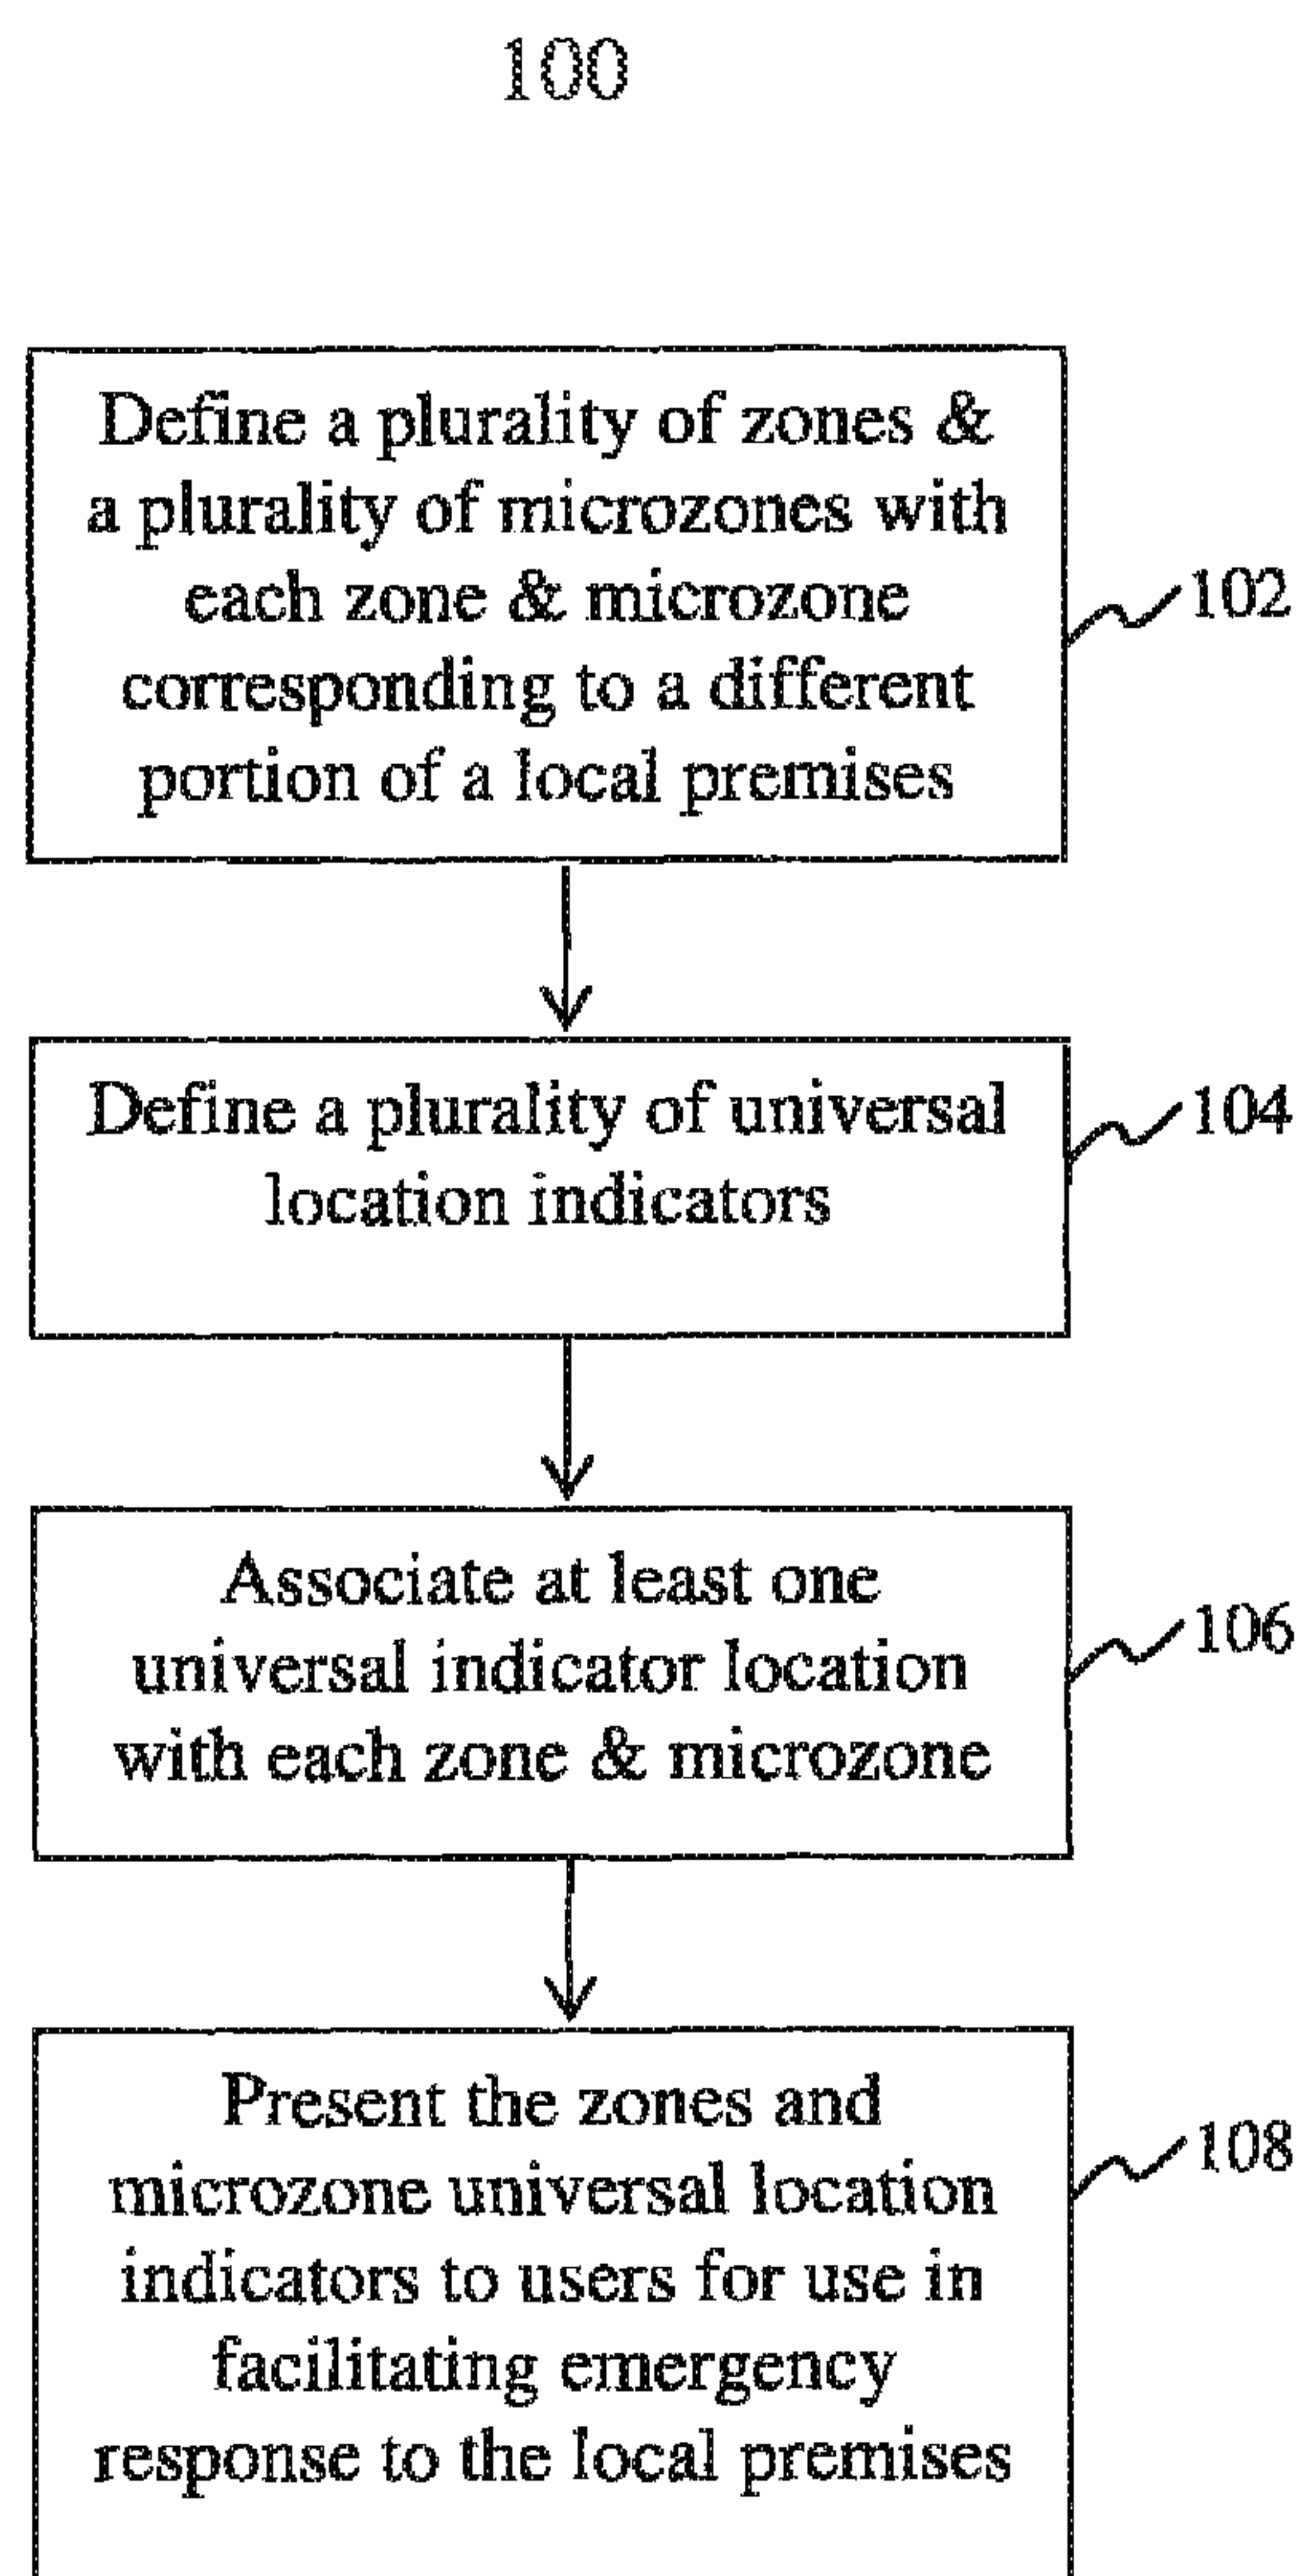 100
Define a plurality of zones &
a plurality of microzones with
each zone & microzone
corresponding to a different
portion of a local premises
102
Define a plurality of universal
location indicators
104
Associate at least one
universal indicator location
with each zone & microzone
106
Present the zones and
microzone universal location
indicators to users for use in
facilitating emergency
response to the local premises
108